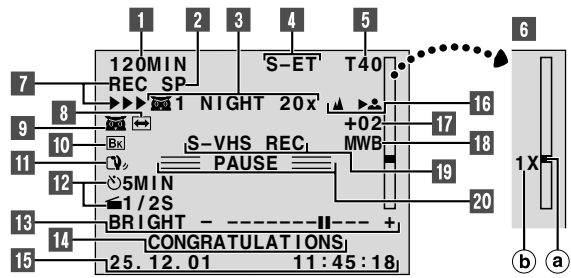 1 2 3 4 5 6
120MIN S-ET T40
7 REC SP
1 NIGHT 20x 16
8 +02 17
9
10 BK MWB 18
S-VHS REC 19
11 PAUSE 20
12 5MIN 1X a
1/2S
13 BRIGHT - --------- --- +
14 CONGRATULATIONS b a
15 25.12.01 11:45:18